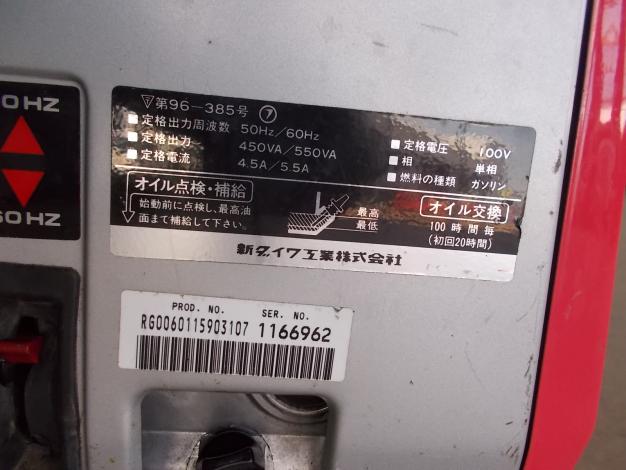 0HZ
60HZ
▽第96-385号 ⑦
■定格出力周波数 50Hz/60Hz
■定格出力 450VA/550VA
■定格電流 4.5A/5.5A
■定格電圧 100V
■相 単相
■燃料の種類 ガソリン
オイル点検・補給
始動前に点検し、最高油
面まで補給して下さい。
最高
最低
オイル交換
100時間毎
(初回20時間)
新ダイワ工業株式会社
PROD. NO. SER. NO.
RG0060115903107 1166962